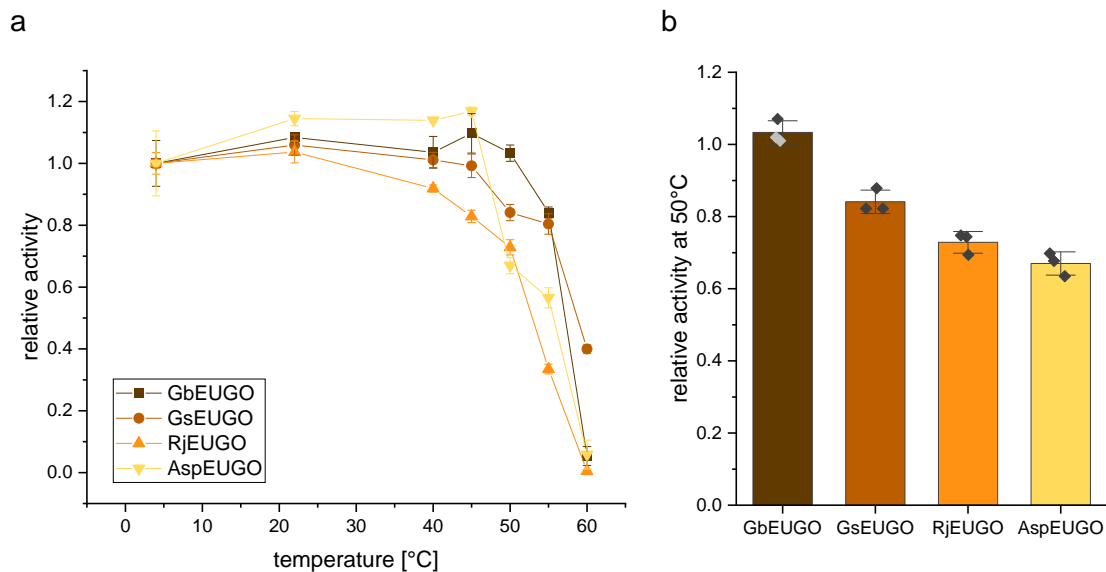 a
relative activity
1.2
1.0
0.8
0.6
0.4
0.2
0.0
GbEUGO
GsEUGO
RjEUGO
AspEUGO
0 10 20 30 40 50 60
temperature [°C]
b
relative activity at 50°C
1.2
1.0
0.8
0.6
0.4
0.2
0.0
GbEUGO GsEUGO RjEUGO AspEUGO